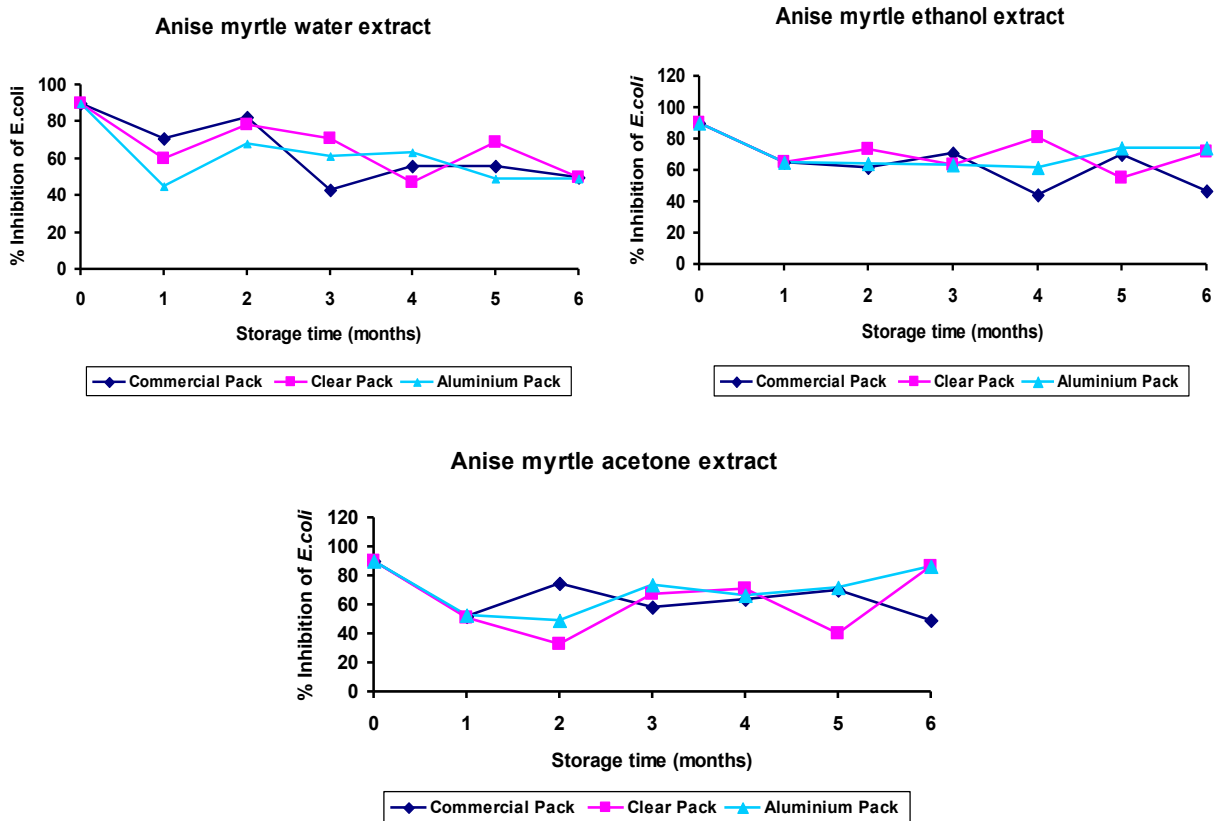 Anise myrtle water extract
% Inhibition of E.coli
100
80
60
40
20
0
0 1 2 3 4 5 6
Storage time (months)
Commercial Pack Clear Pack Aluminium Pack
Anise myrtle ethanol extract
% Inhibition of E.coli
120
100
80
60
40
20
0
0 1 2 3 4 5 6
Storage time (months)
Commercial Pack Clear Pack Aluminium Pack
Anise myrtle acetone extract
% Inhibition of E.coli
120
100
80
60
40
20
0
0 1 2 3 4 5 6
Storage time (months)
Commercial Pack Clear Pack Aluminium Pack